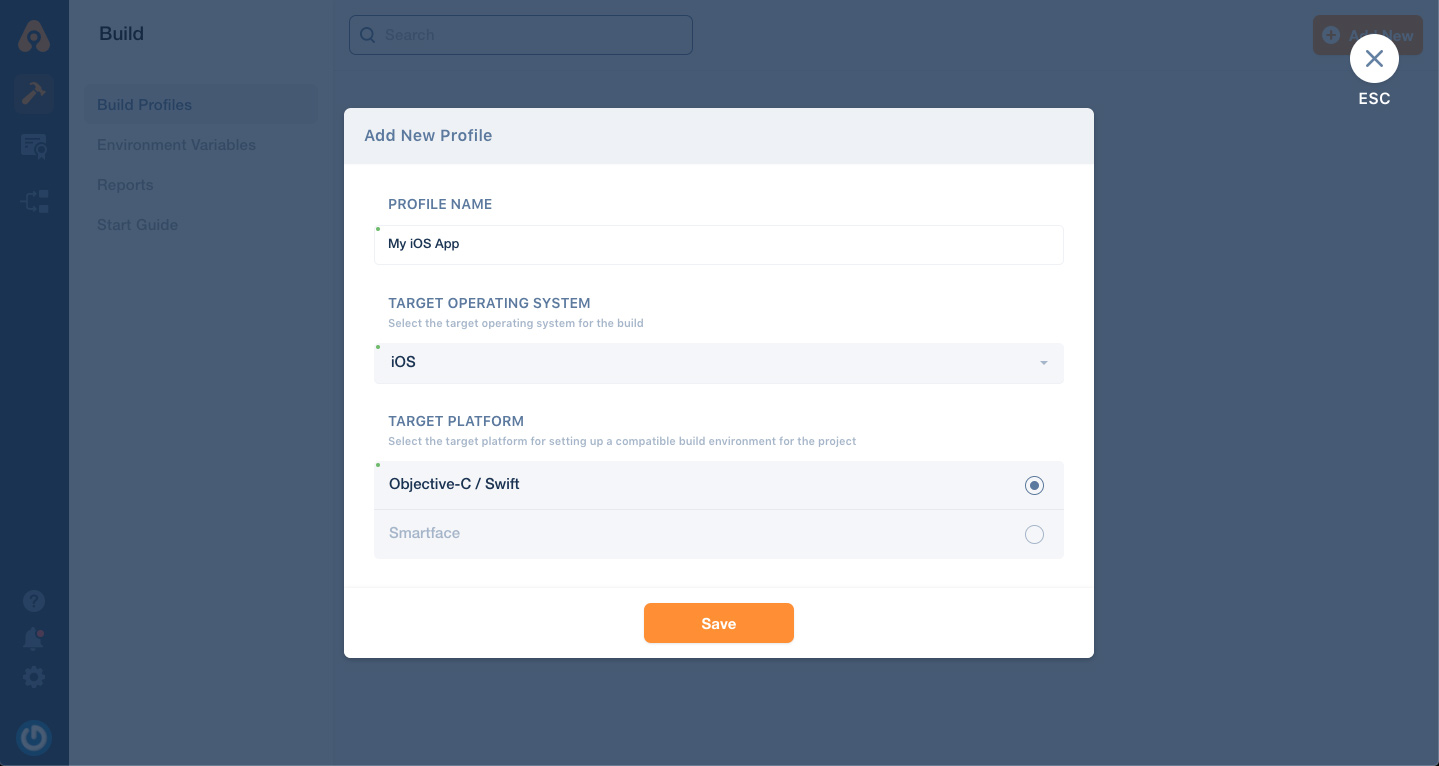 Build
Search
Add New
ESC
Build Profiles
Environment Variables
Reports
Start Guide
Add New Profile
PROFILE NAME
My iOS App
TARGET OPERATING SYSTEM
Select the target operating system for the build
iOS
TARGET PLATFORM
Select the target platform for setting up a compatible build environment for the project
Objective-C / Swift
Smartface
Save